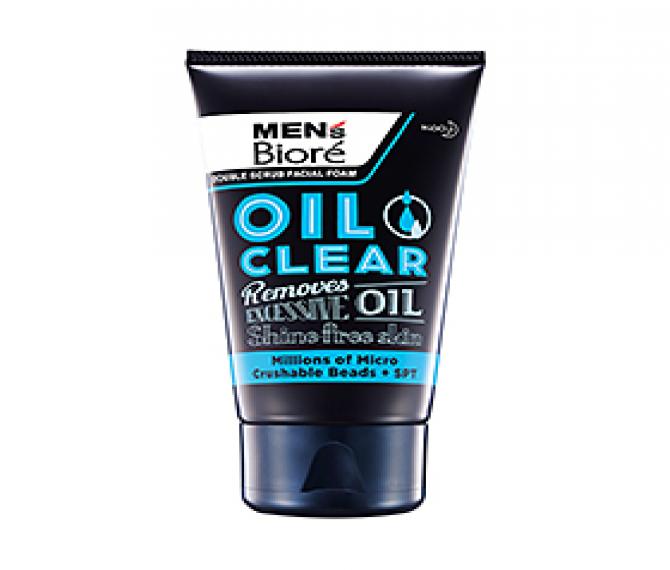 MEN's
Bioré
DOUBLE SCRUB FACIAL FOAM
OIL
CLEAR
Removes
EXCESSIVE OIL
Shine-free skin
Millions of Micro
Crushable Beads • SPT